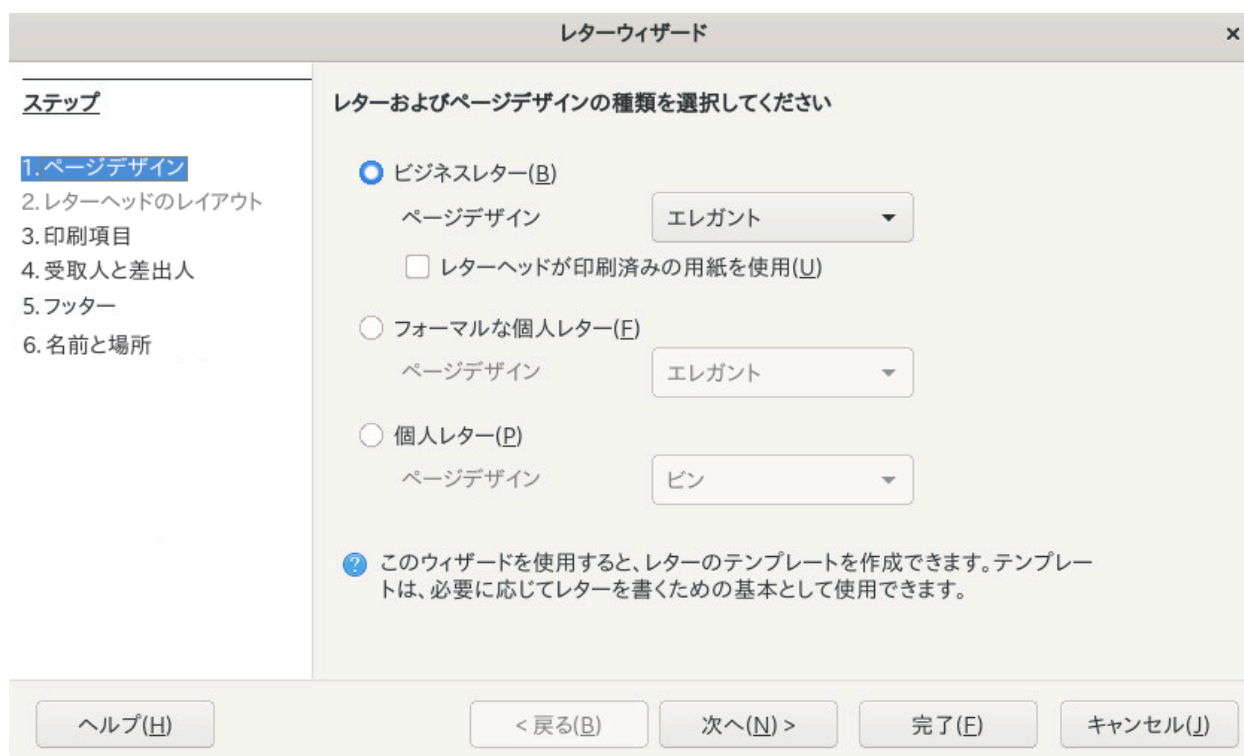 レターウィザード
×
ステップ
1.ページデザイン
2.レターヘッドのレイアウト
3.印刷項目
4.受取人と差出人
5.フッター
6.名前と場所
レターおよびページデザインの種類を選択してください
ビジネスレター(B)
ページデザイン エレガント
レターヘッドが印刷済みの用紙を使用(U)
フォーマルな個人レター(F)
ページデザイン エレガント
個人レター(P)
ページデザイン ビン
? このウィザードを使用すると、レターのテンプレートを作成できます。テンプレー
トは、必要に応じてレターを書くための基本として使用できます。
ヘルプ(H) < 戻る(B) 次へ(N) > 完了(F) キャンセル(J)